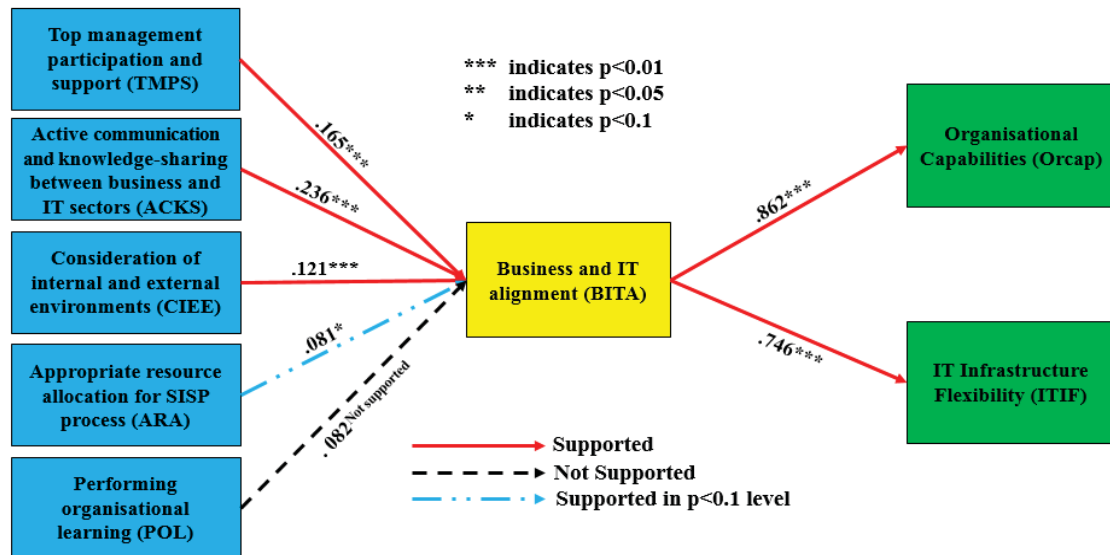 Top management
participation and
support (TMPS)
Active communication
and knowledge-sharing
between business and
IT sectors (ACKS)
Consideration of
internal and external
environments (CIEE)
Appropriate resource
allocation for SISP
process (ARA)
Performing
organisational
learning (POL)
*** indicates p<0.01
** indicates p<0.05
* indicates p<0.1
.165***
.236***
.121***
.081*
.082 Not supported
Business and IT
alignment (BITA)
.862***
.746***
Organisational
Capabilities (Orcap)
IT Infrastructure
Flexibility (ITIF)
Supported
Not Supported
Supported in p<0.1 level